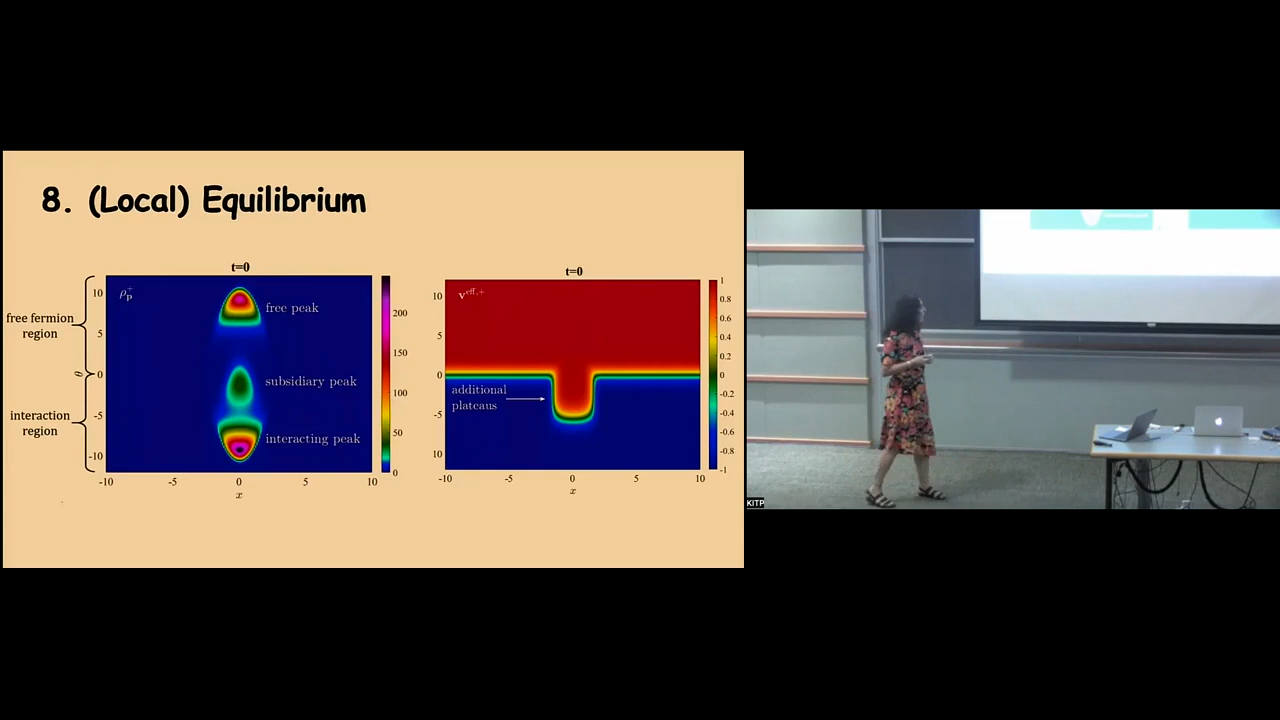 8. (Local) Equilibrium
t=0
ρ_p^+
free peak
subsidiary peak
interacting peak
free fermion
region
interaction
region
θ
10
5
0
-5
-10
-10
-5
0
5
10
x
200
150
100
50
0
t=0
v^eff,+
additional
plateaus
10
5
0
-5
10
-10
-5
0
5
10
x
1
0.8
0.6
0.4
0.2
0
-0.2
-0.4
-0.6
-0.8
-1
KITP